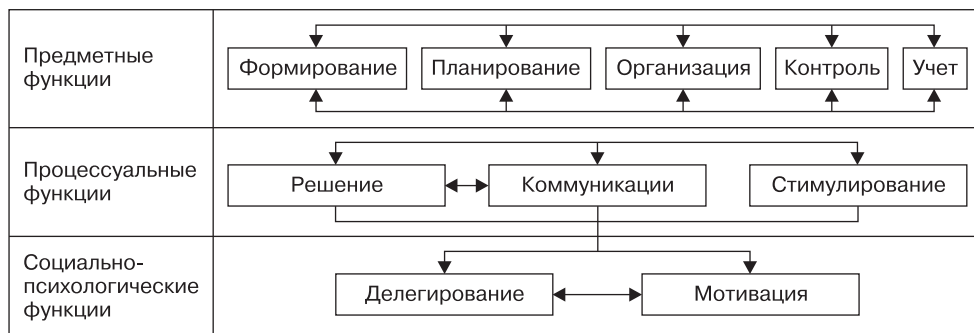 Предметные
функции
Формирование
Планирование
Организация
Контроль
Учет
Процессуальные
функции
Решение
Коммуникации
Стимулирование
Социально-
психологические
функции
Делегирование
Мотивация